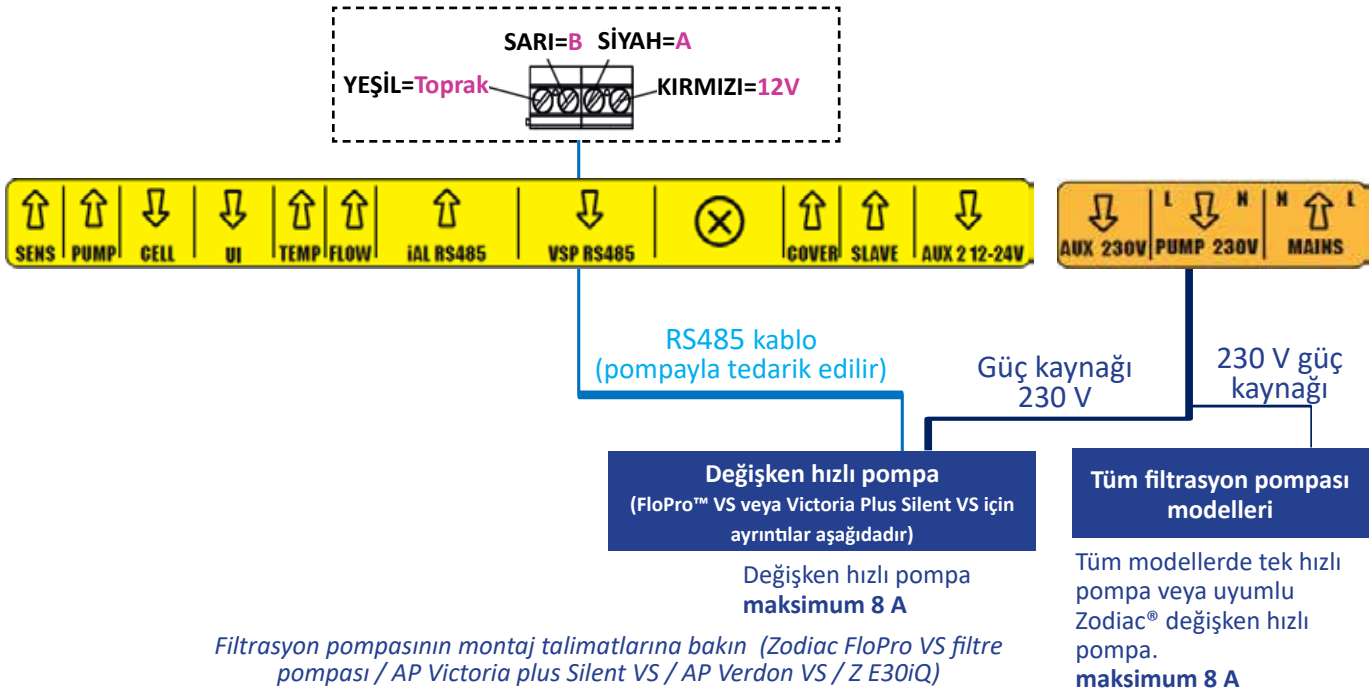 SARI=B SİYAH=A
YEŞİL=Toprak
KIRMIZI=12V
SENS PUMP CELL UI TEMP FLOW iAL RS485 VSP RS485 COVER SLAVE AUX 2 12-24V
L N N L
AUX 230V PUMP 230V MAINS
RS485 kablo
(pompayla tedarik edilir)
Güç kaynağı
230 V
230 V güç
kaynağı
Değişken hızlı pompa
(FloPro™ VS veya Victoria Plus Silent VS için
ayrıntılar aşağıdadır)
Tüm filtrasyon pompası
modelleri
Değişken hızlı pompa
maksimum 8 A
Tüm modellerde tek hızlı
pompa veya uyumlu
Zodiac® değişken hızlı
pompa.
maksimum 8 A
Filtrasyon pompasının montaj talimatlarına bakın (Zodiac FloPro VS filtre
pompası / AP Victoria plus Silent VS / AP Verdon VS / Z E30iQ)